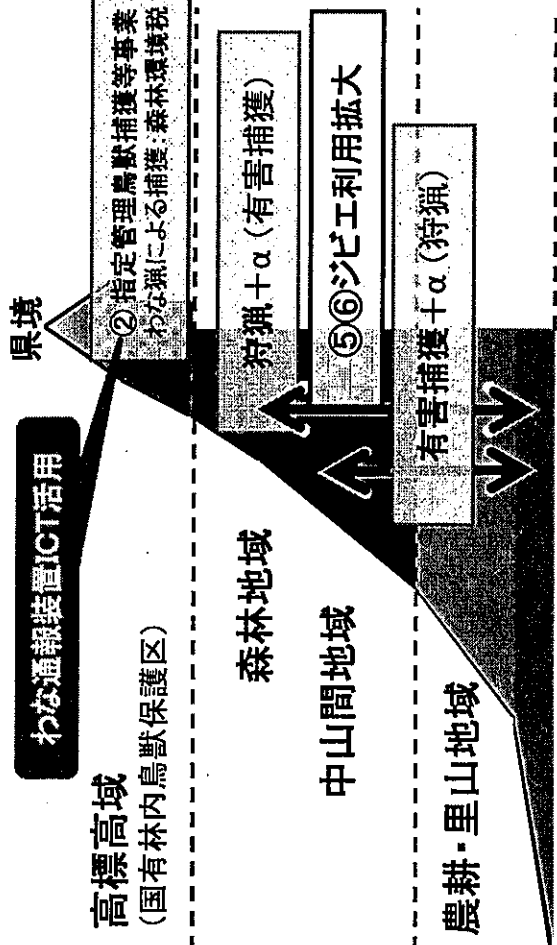 県境
わな通報装置ICT活用
高標高域
(国有林内鳥獣保護区)
②指定管理鳥獣捕獲等事業
わな猟による捕獲:森林環境税
森林地域
狩猟+α(有害捕獲)
中山間地域
⑤⑥ジビエ利用拡大
有害捕獲+α(狩猟)
農耕・里山地域